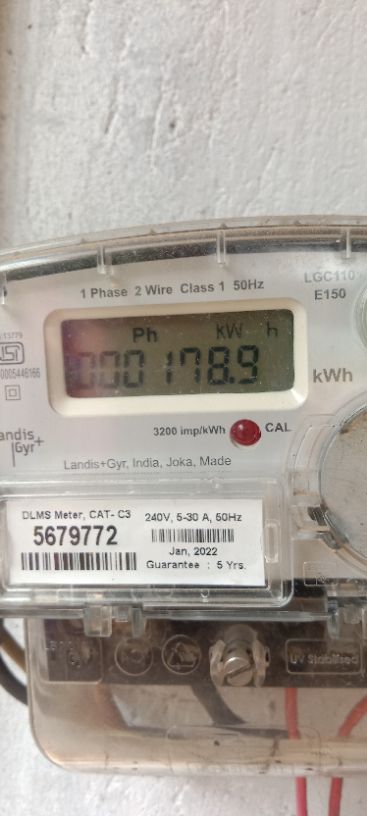 LGC110
E150
1 Phase 2 Wire Class 1 50Hz
Ph kW h
000178.9
kWh
0005446166
3200 imp/kWh CAL
Landis+Gyr, India, Joka, Made
DLMS Meter, CAT- C3
5679772
240V, 5-30 A, 50Hz
Jan, 2022
Guarantee : 5 Yrs.
UV Stabilised